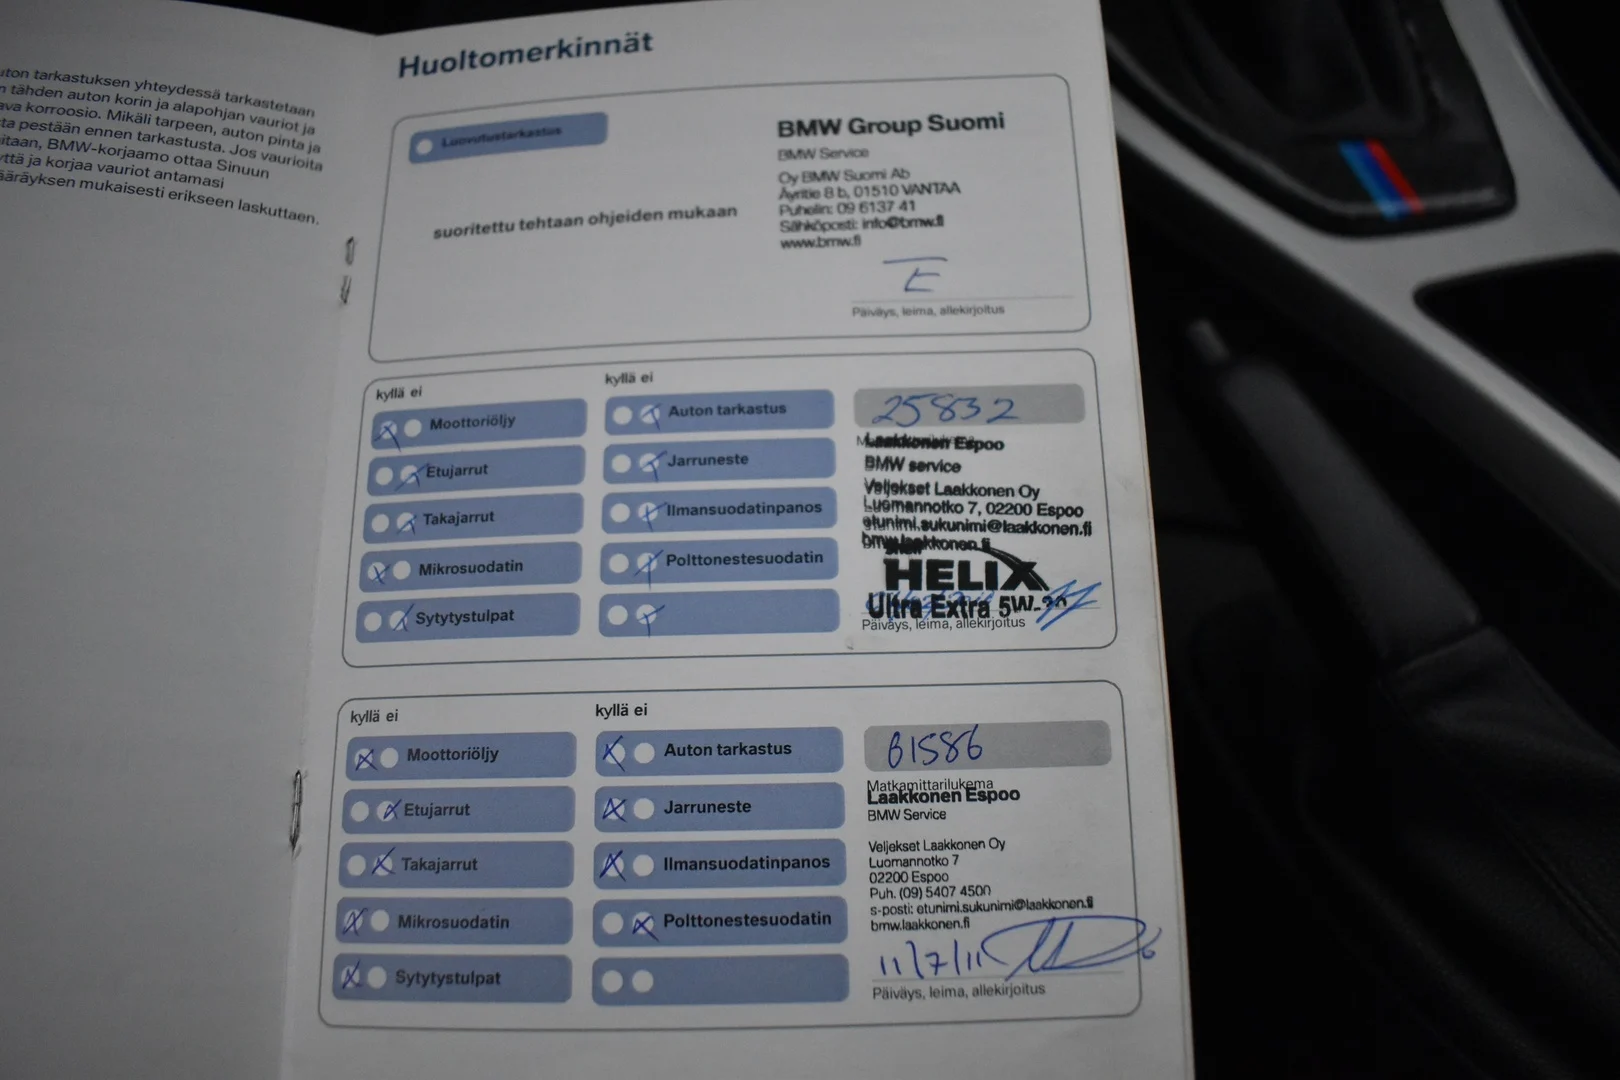 uton tarkastuksen yhteydessä tarkastetaan
n tähden auton korin ja alapohjan vauriot ja
ava korroosio. Mikäli tarpeen, auton pinta ja
ta pestään ennen tarkastusta. Jos vaurioita
itaan, BMW-korjaamo ottaa Sinuun
yttä ja korjaa vauriot antamasi
ääräyksen mukaisesti erikseen laskuttaen.
Huoltomerkinnät
Luovutustarkastus
suoritettu tehtaan ohjeiden mukaan
BMW Group Suomi
BMW Service
Oy BMW Suomi Ab
Äyritie 8 b, 01510 VANTAA
Puhelin: 09 6137 41
Sähköposti: info@bmw.fi
www.bmw.fi
Päiväys, leima, allekirjoitus
kyllä ei
Moottoriöljy
Etujarrut
Takajarrut
Mikrosuodatin
Sytytystulpat
kyllä ei
Auton tarkastus
Jarruneste
Ilmansuodatinpanos
Polttonestesuodatin
25832
Laakkonen Espoo
BMW service
Veljekset Laakkonen Oy
Luomannotko 7, 02200 Espoo
etunimi.sukunimi@laakkonen.fi
bmw.laakkonen.fi
Shell
HELIX
Ultra Extra 5W-30
Päiväys, leima, allekirjoitus
kyllä ei
Moottoriöljy
Etujarrut
Takajarrut
Mikrosuodatin
Sytytystulpat
kyllä ei
Auton tarkastus
Jarruneste
Ilmansuodatinpanos
Polttonestesuodatin
61586
Matkamittarilukema
Laakkonen Espoo
BMW Service
Veljekset Laakkonen Oy
Luomannotko 7
02200 Espoo
Puh. (09) 5407 4500
s-posti: etunimi.sukunimi@laakkonen.fi
bmw.laakkonen.fi
11/7/11
Päiväys, leima, allekirjoitus